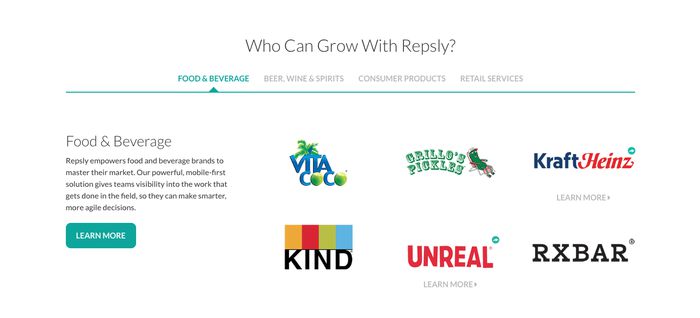 Who Can Grow With Repsly?
FOOD & BEVERAGE BEER, WINE & SPIRITS CONSUMER PRODUCTS RETAIL SERVICES
Food & Beverage
Repsly empowers food and beverage brands to
master their market. Our powerful, mobile-first
solution gives teams visibility into the work that
gets done in the field, so they can make smarter,
more agile decisions.
LEARN MORE
VITA
COCO
GRILLO'S
PICKLES
KraftHeinz
LEARN MORE
KIND
UNREAL
LEARN MORE
RXBAR®